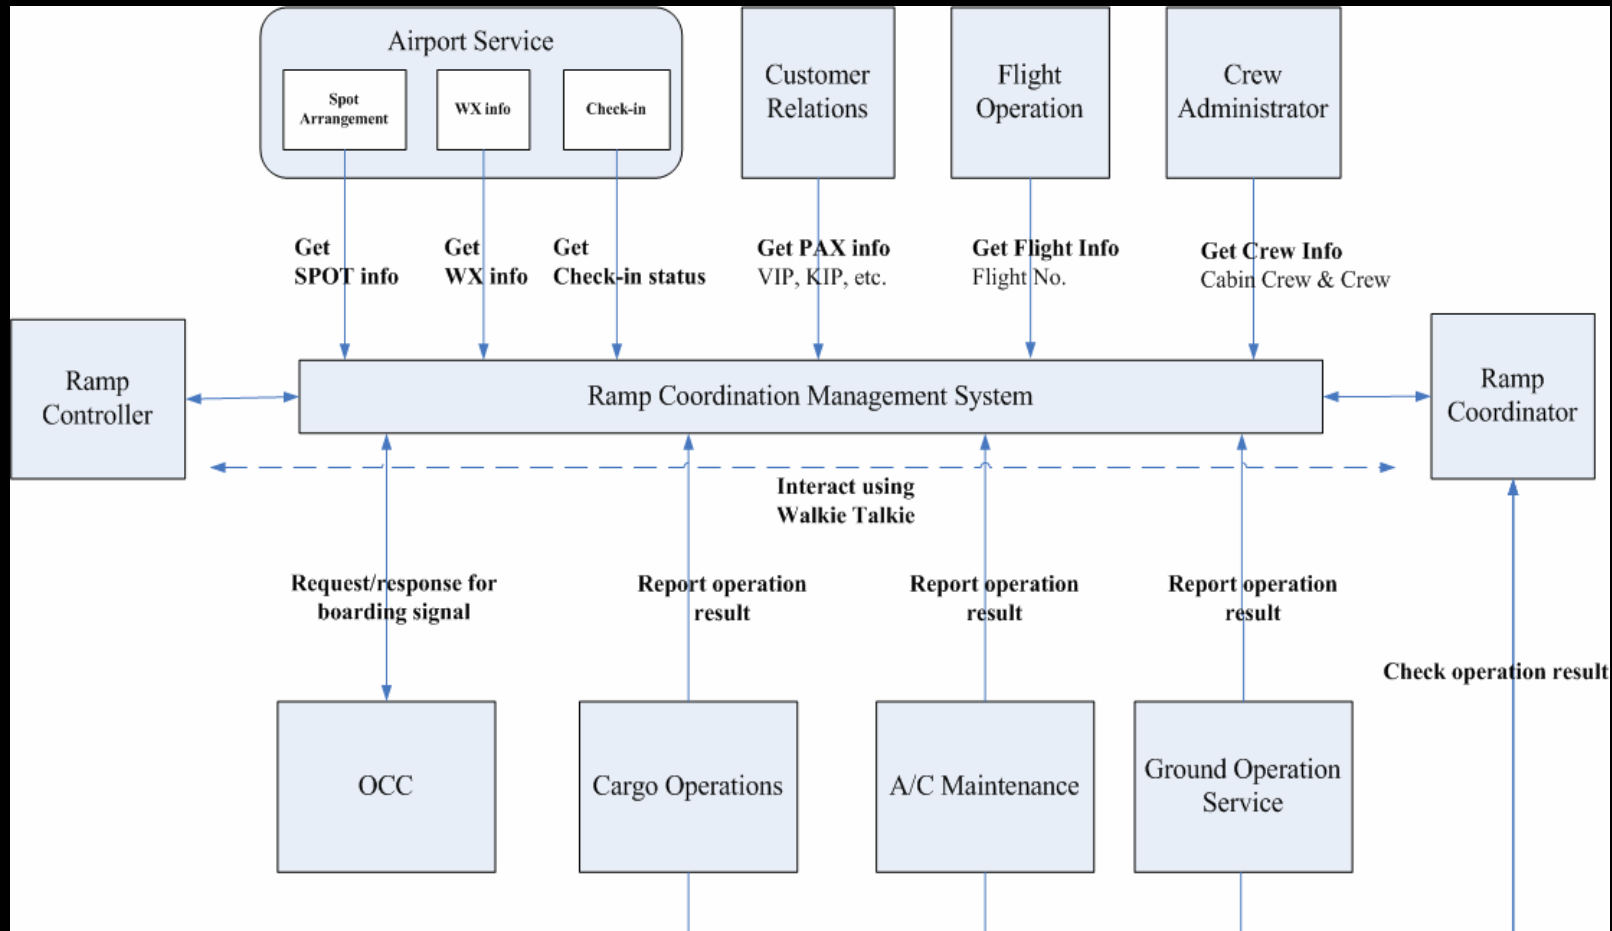 Airport Service
Spot
Arrangement
WX info
Check-in
Customer
Relations
Flight
Operation
Crew
Administrator
Get
SPOT info
Get
WX info
Get
Check-in status
Get PAX info
VIP, KIP, etc.
Get Flight Info
Flight No.
Get Crew Info
Cabin Crew & Crew
Ramp
Controller
Ramp Coordination Management System
Ramp
Coordinator
Interact using
Walkie Talkie
Request/response for
boarding signal
Report operation
result
Report operation
result
Report operation
result
Check operation result
OCC
Cargo Operations
A/C Maintenance
Ground Operation
Service